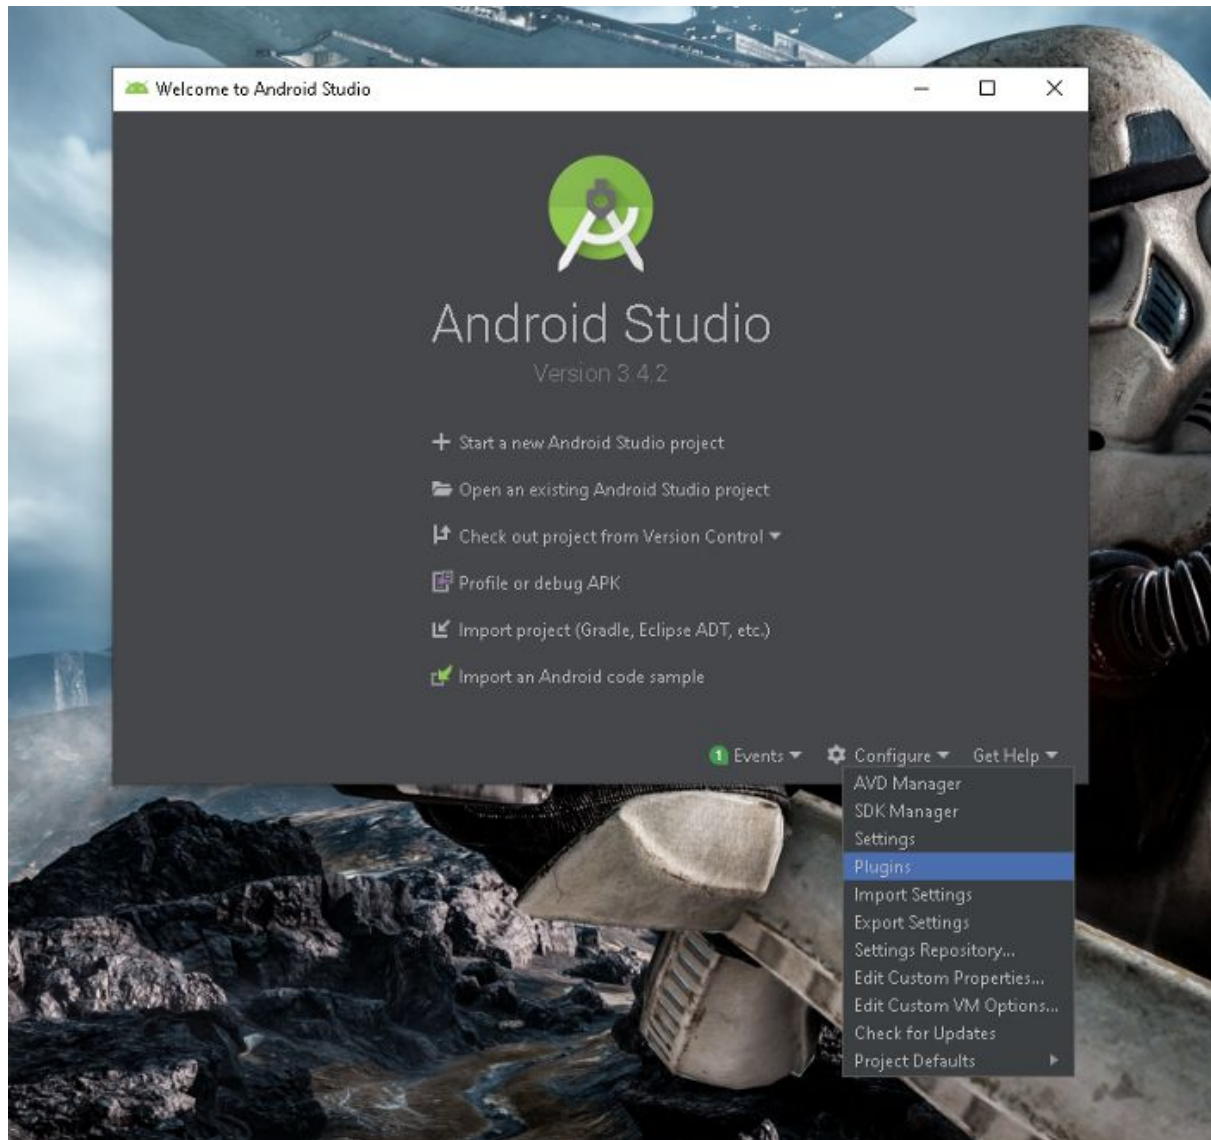 Welcome to Android Studio
Android Studio
Version 3.4.2
Start a new Android Studio project
Open an existing Android Studio project
Check out project from Version Control
Profile or debug APK
Import project (Gradle, Eclipse ADT, etc.)
Import an Android code sample
1 Events Configure Get Help
AVD Manager
SDK Manager
Settings
Plugins
Import Settings
Export Settings
Settings Repository...
Edit Custom Properties...
Edit Custom VM Options...
Check for Updates
Project Defaults